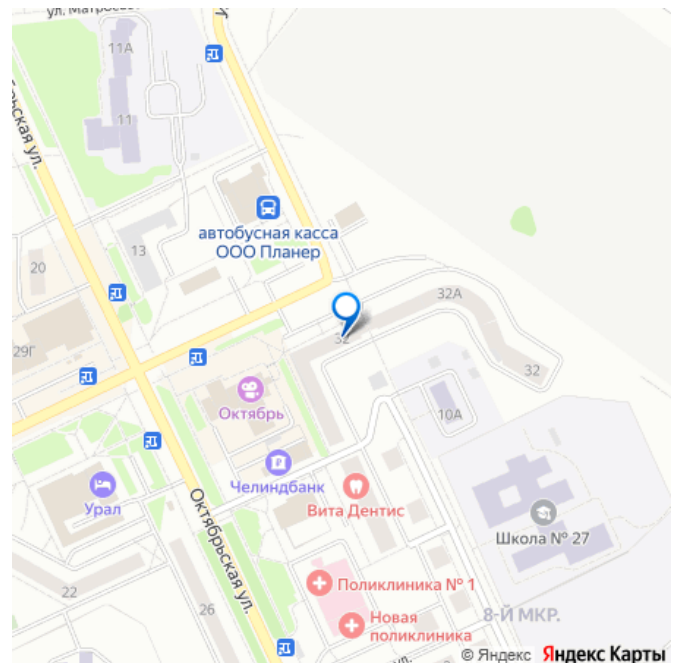 ул. Матросова
11А
11
ская ул.
автобусная касса
ООО Планер
13
20
29Г
32А
32
32
10А
Октябрь
Челиндбанк
Вита Дентис
Урал
Школа № 27
Октябрьская ул.
22
26
Поликлиника № 1
Новая
поликлиника
8-Й МКР.
ул.
© Яндекс Яндекс Карты